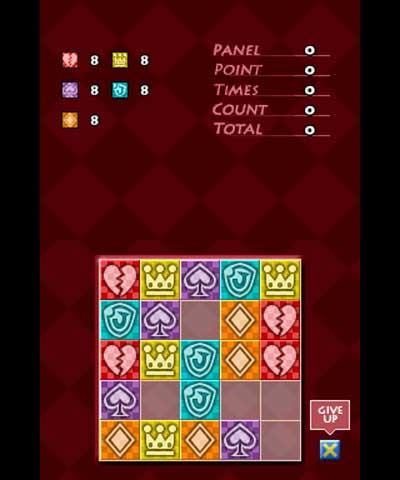 8 8
8 8
8
PANEL 0
POINT 0
TIMES 0
COUNT 0
TOTAL 0
J
J
J
J
GIVE
UP
X